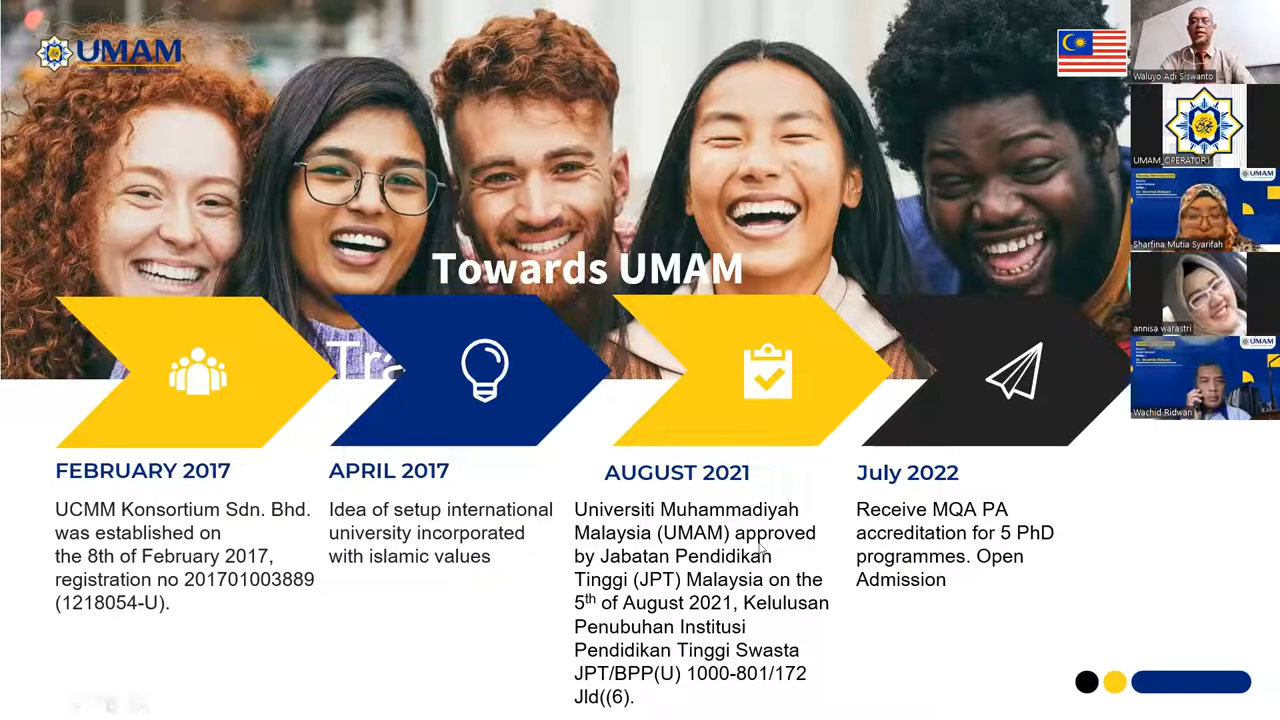 UMAM
Towards UMAM
Tra
FEBRUARY 2017
UCMM Konsortium Sdn. Bhd.
was established on
the 8th of February 2017,
registration no 201701003889
(1218054-U).
APRIL 2017
Idea of setup international
university incorporated
with islamic values
AUGUST 2021
Universiti Muhammadiyah
Malaysia (UMAM) approved
by Jabatan Pendidikan
Tinggi (JPT) Malaysia on the
5th of August 2021, Kelulusan
Penubuhan Institusi
Pendidikan Tinggi Swasta
JPT/BPP(U) 1000-801/172
Jld((6).
July 2022
Receive MQA PA
accreditation for 5 PhD
programmes. Open
Admission
Waluyo Adi Siswanto
UMAM_OPERATOR1
UMAM
Sharfina Mutia Syarifah
annisa warastri
UMAM
Wachid Ridwan